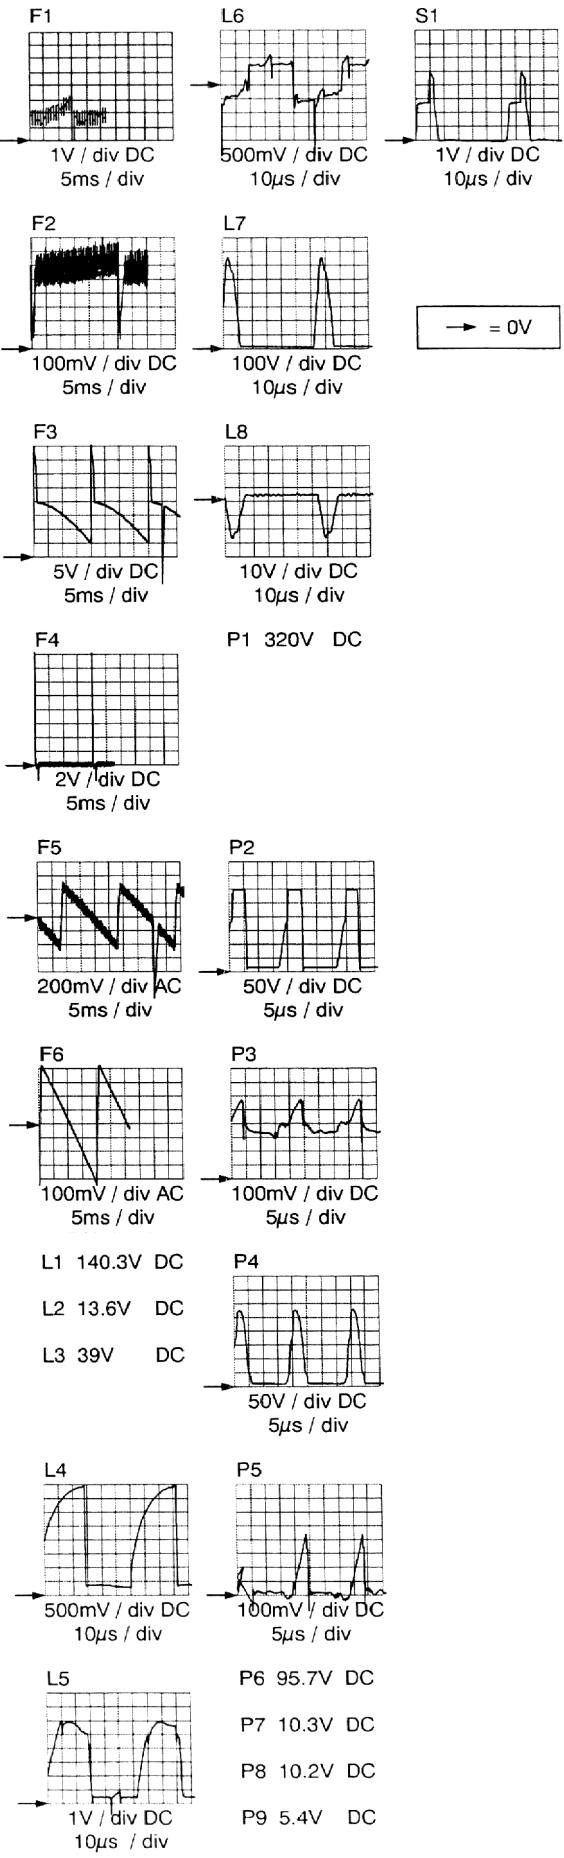 F1
1V / div DC
5ms / div
L6
500mV / div DC
10µs / div
S1
1V / div DC
10µs / div
F2
100mV / div DC
5ms / div
L7
100V / div DC
10µs / div
= 0V
F3
5V / div DC
5ms / div
L8
10V / div DC
10µs / div
F4
2V / div DC
5ms / div
P1 320V DC
F5
200mV / div AC
5ms / div
P2
50V / div DC
5µs / div
F6
100mV / div AC
5ms / div
P3
100mV / div DC
5µs / div
L1 140.3V DC
L2 13.6V DC
L3 39V DC
P4
50V / div DC
5µs / div
L4
500mV / div DC
10µs / div
P5
100mV / div DC
5µs / div
L5
1V / div DC
10µs / div
P6 95.7V DC
P7 10.3V DC
P8 10.2V DC
P9 5.4V DC